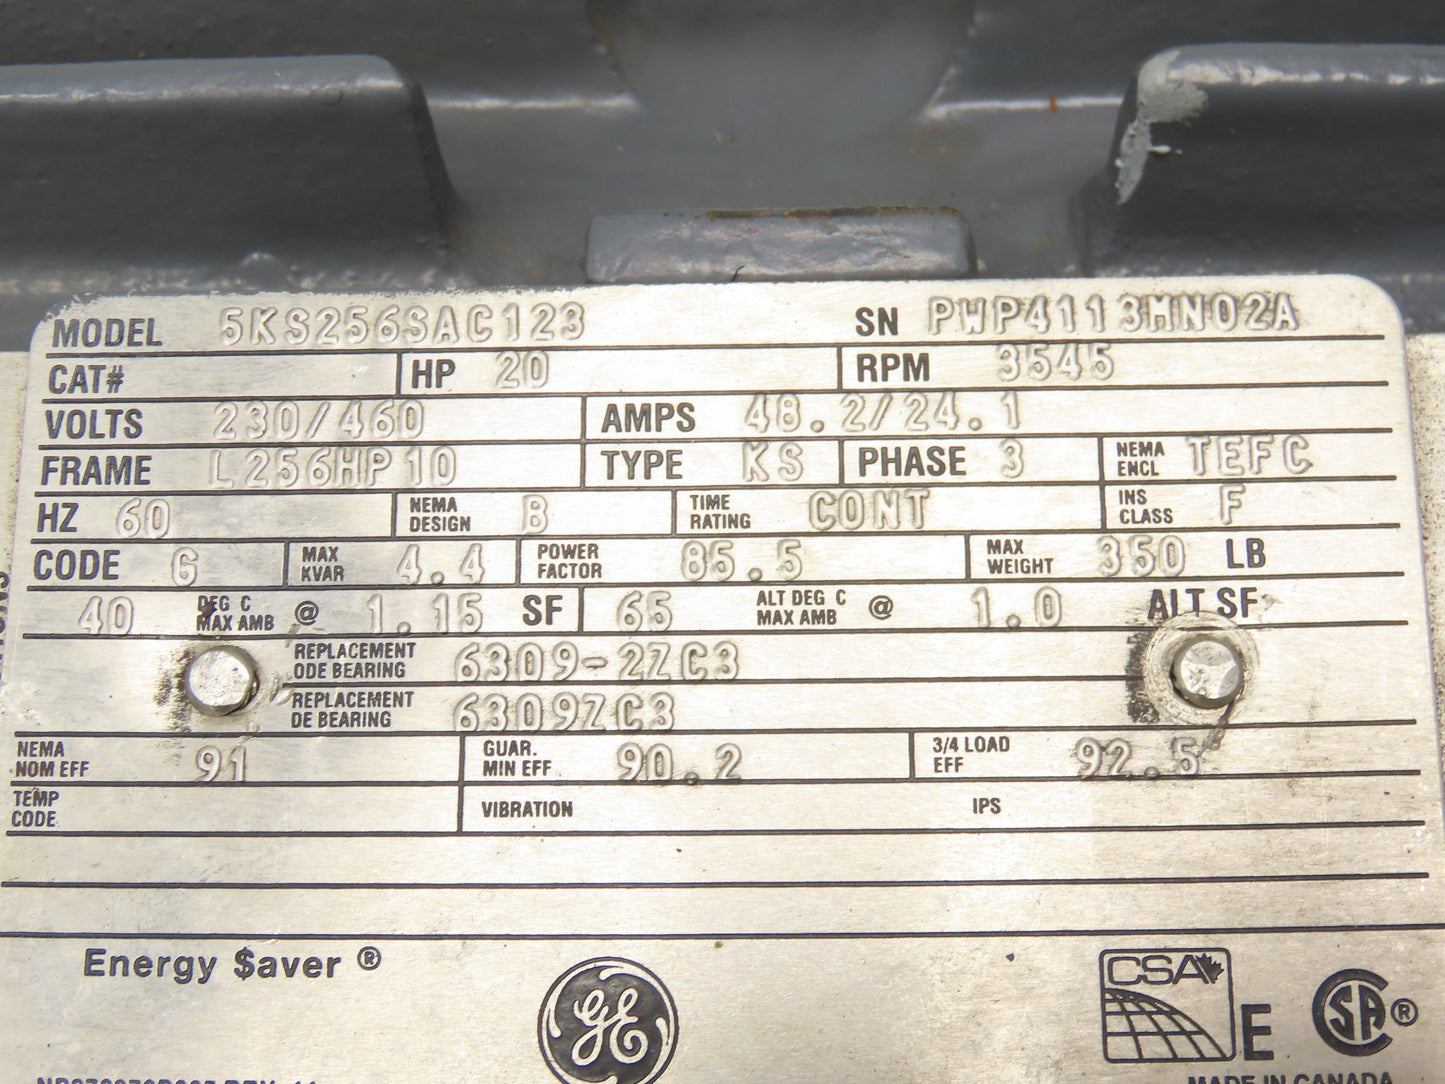 MODEL 5KS256SAC123 SN PWP4113MN02A
CAT# HP 20 RPM 3545
VOLTS 230/460 AMPS 48.2/24.1
FRAME L256HP10 TYPE KS PHASE 3 NEMA ENCL TEFC
HZ 60 NEMA DESIGN B TIME RATING CONT INS CLASS F
CODE G MAX KVAR 4.4 POWER FACTOR 85.5 MAX WEIGHT 350 LB
40 DEG C MAX AMB @ 1.15 SF 65 ALT DEG C MAX AMB @ 1.0 ALT SF
REPLACEMENT ODE BEARING 6309-2ZC3
REPLACEMENT DE BEARING 6309ZC3
NEMA NOM EFF 91 GUAR. MIN EFF 90.2 3/4 LOAD EFF 92.5
TEMP CODE VIBRATION IPS
Energy $aver ®
GE
CSA E SA ®
MADE IN CANADA